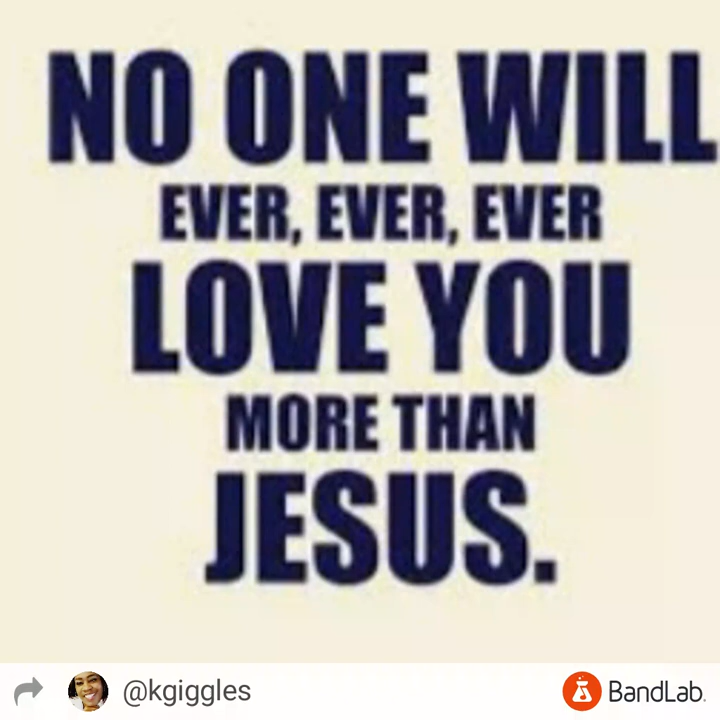 NO ONE WILL
EVER, EVER, EVER
LOVE YOU
MORE THAN
JESUS.
@kgiggles
BandLab.